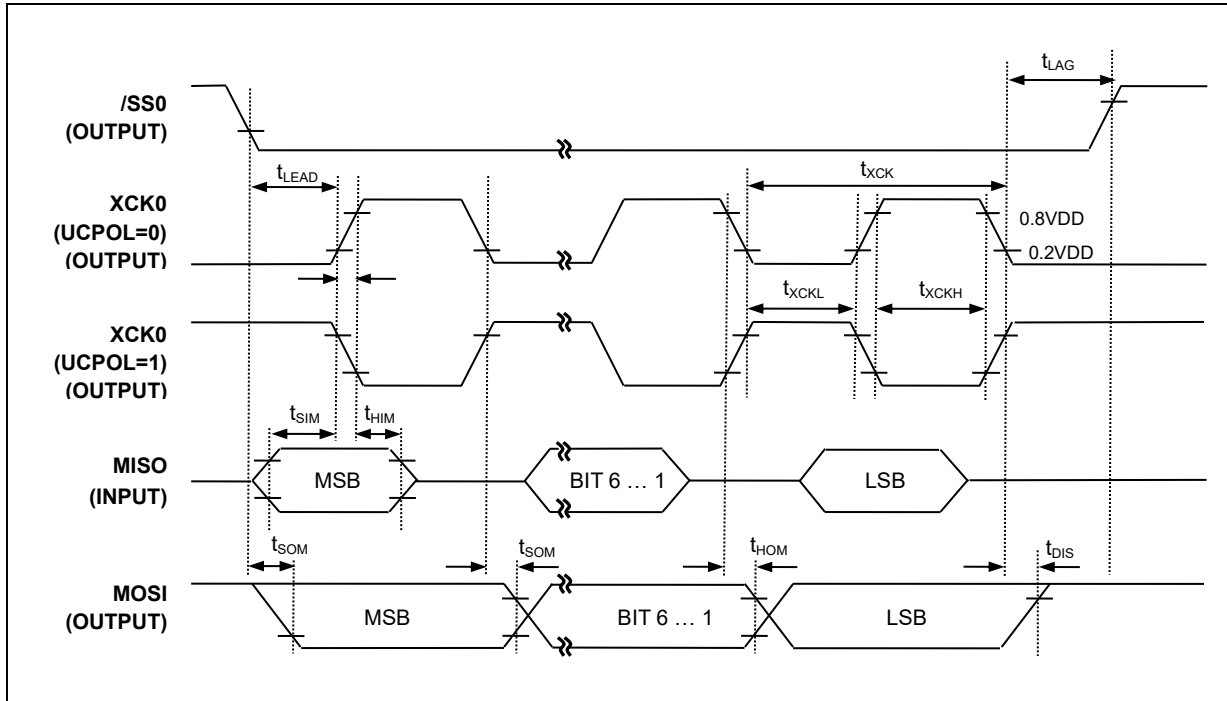 /SS0
(OUTPUT)
tLAG
tLEAD
tXCK
XCK0
(UCPOL=0)
(OUTPUT)
0.8VDD
0.2VDD
tXCKL
tXCKH
XCK0
(UCPOL=1)
(OUTPUT)
tSIM
tHIM
MISO
(INPUT)
MSB
BIT 6 … 1
LSB
tSOM
tSOM
tHOM
tDIS
MOSI
(OUTPUT)
MSB
BIT 6 … 1
LSB